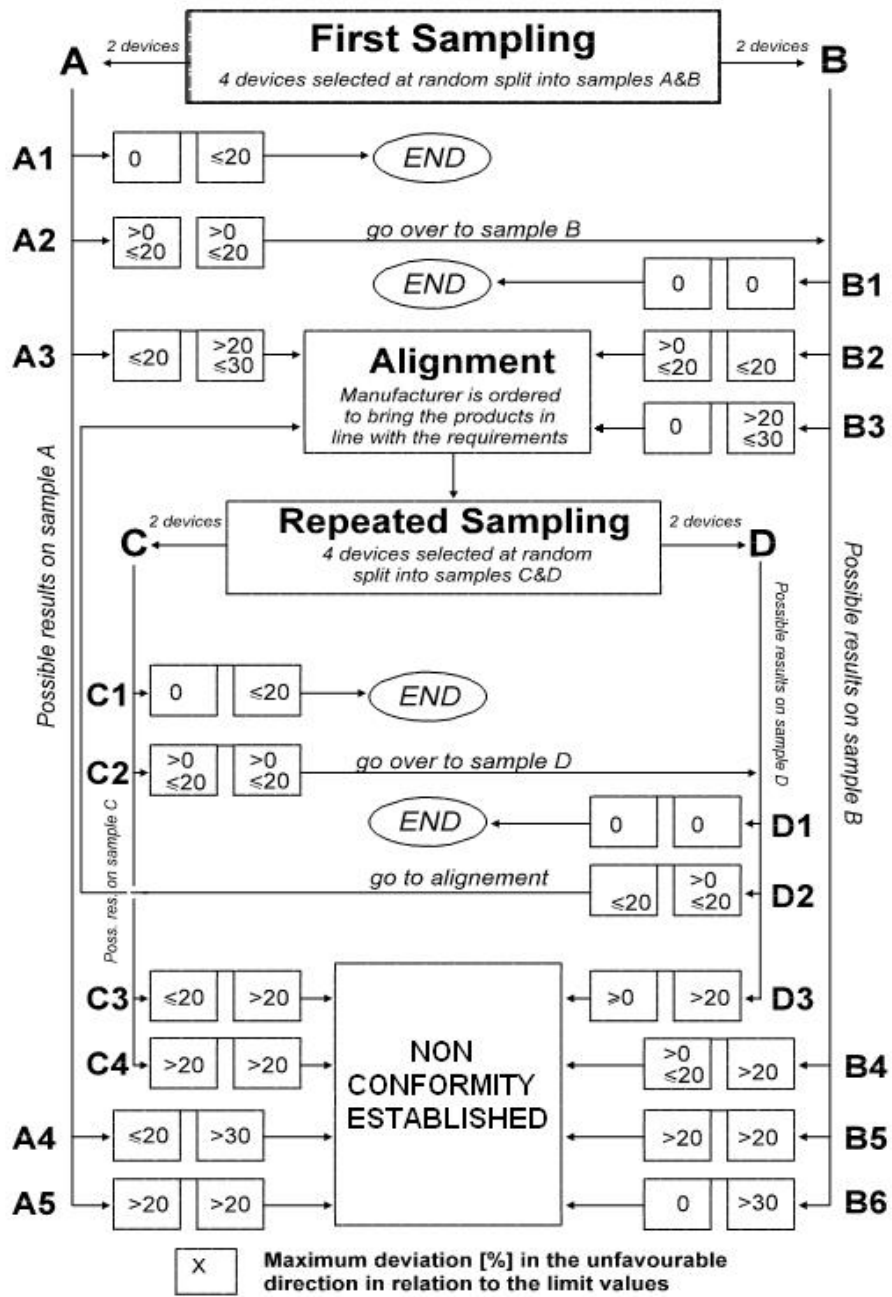 First Sampling
4 devices selected at random split into samples A&B
2 devices
2 devices
A
B
A1
0
≤20
END
A2
>0
≤20
>0
≤20
go over to sample B
END
0
0
B1
A3
≤20
>20
≤30
Alignment
Manufacturer is ordered
to bring the products in
line with the requirements
>0
≤20
≤20
B2
0
>20
≤30
B3
Possible results on sample A
Possible results on sample B
Repeated Sampling
4 devices selected at random
split into samples C&D
2 devices
2 devices
C
D
Possible results on sample D
C1
0
≤20
END
C2
>0
≤20
>0
≤20
go over to sample D
Poss. res. on sample C
END
0
0
D1
go to alignement
≤20
>0
≤20
D2
C3
≤20
>20
NON
CONFORMITY
ESTABLISHED
≥0
>20
D3
C4
>20
>20
>0
≤20
>20
B4
A4
≤20
>30
>20
>20
B5
A5
>20
>20
0
>30
B6
X
Maximum deviation [%] in the unfavourable
direction in relation to the limit values